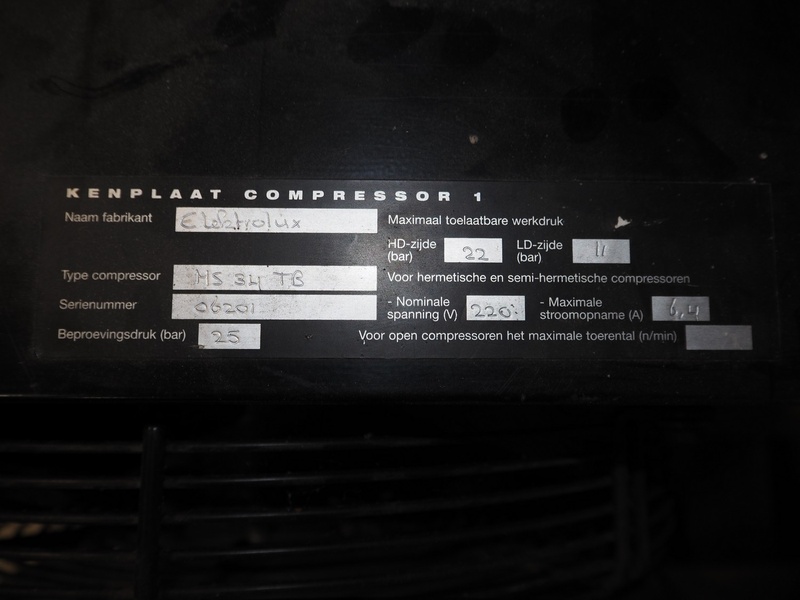 KENPLAAT COMPRESSOR 1
Naam fabrikant Elektrolux
Maximaal toelaatbare werkdruk
HD-zijde (bar) 22 LD-zijde (bar) 11
Type compressor MS 34 TB
Voor hermetische en semi-hermetische compressoren
Serienummer 06201
- Nominale spanning (V) 220 - Maximale stroomopname (A) 6,4
Beproevingsdruk (bar) 25
Voor open compressoren het maximale toerental (n/min)